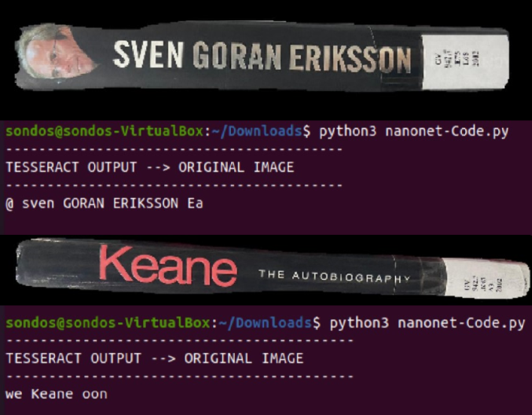 SVEN GORAN ERIKSSON
sondos@sondos-VirtualBox:~/Downloads$ python3 nanonet-Code.py
----------------------------------------
TESSERACT OUTPUT --> ORIGINAL IMAGE
----------------------------------------
@ sven GORAN ERIKSSON Ea
Keane THE AUTOBIOGRAPHY
sondos@sondos-VirtualBox:~/Downloads$ python3 nanonet-Code.py
----------------------------------------
TESSERACT OUTPUT --> ORIGINAL IMAGE
----------------------------------------
we Keane oon